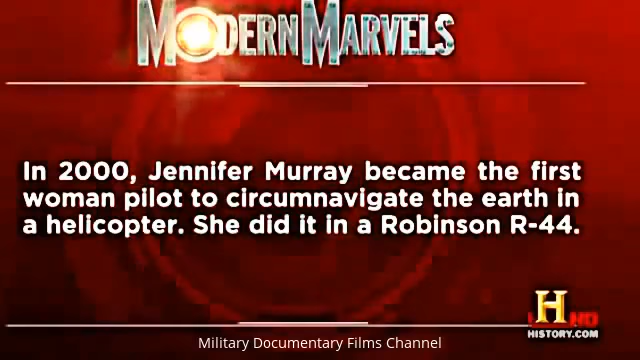 MODERN MARVELS
In 2000, Jennifer Murray became the first
woman pilot to circumnavigate the earth in
a helicopter. She did it in a Robinson R-44.
H HD
HISTORY.COM
Military Documentary Films Channel